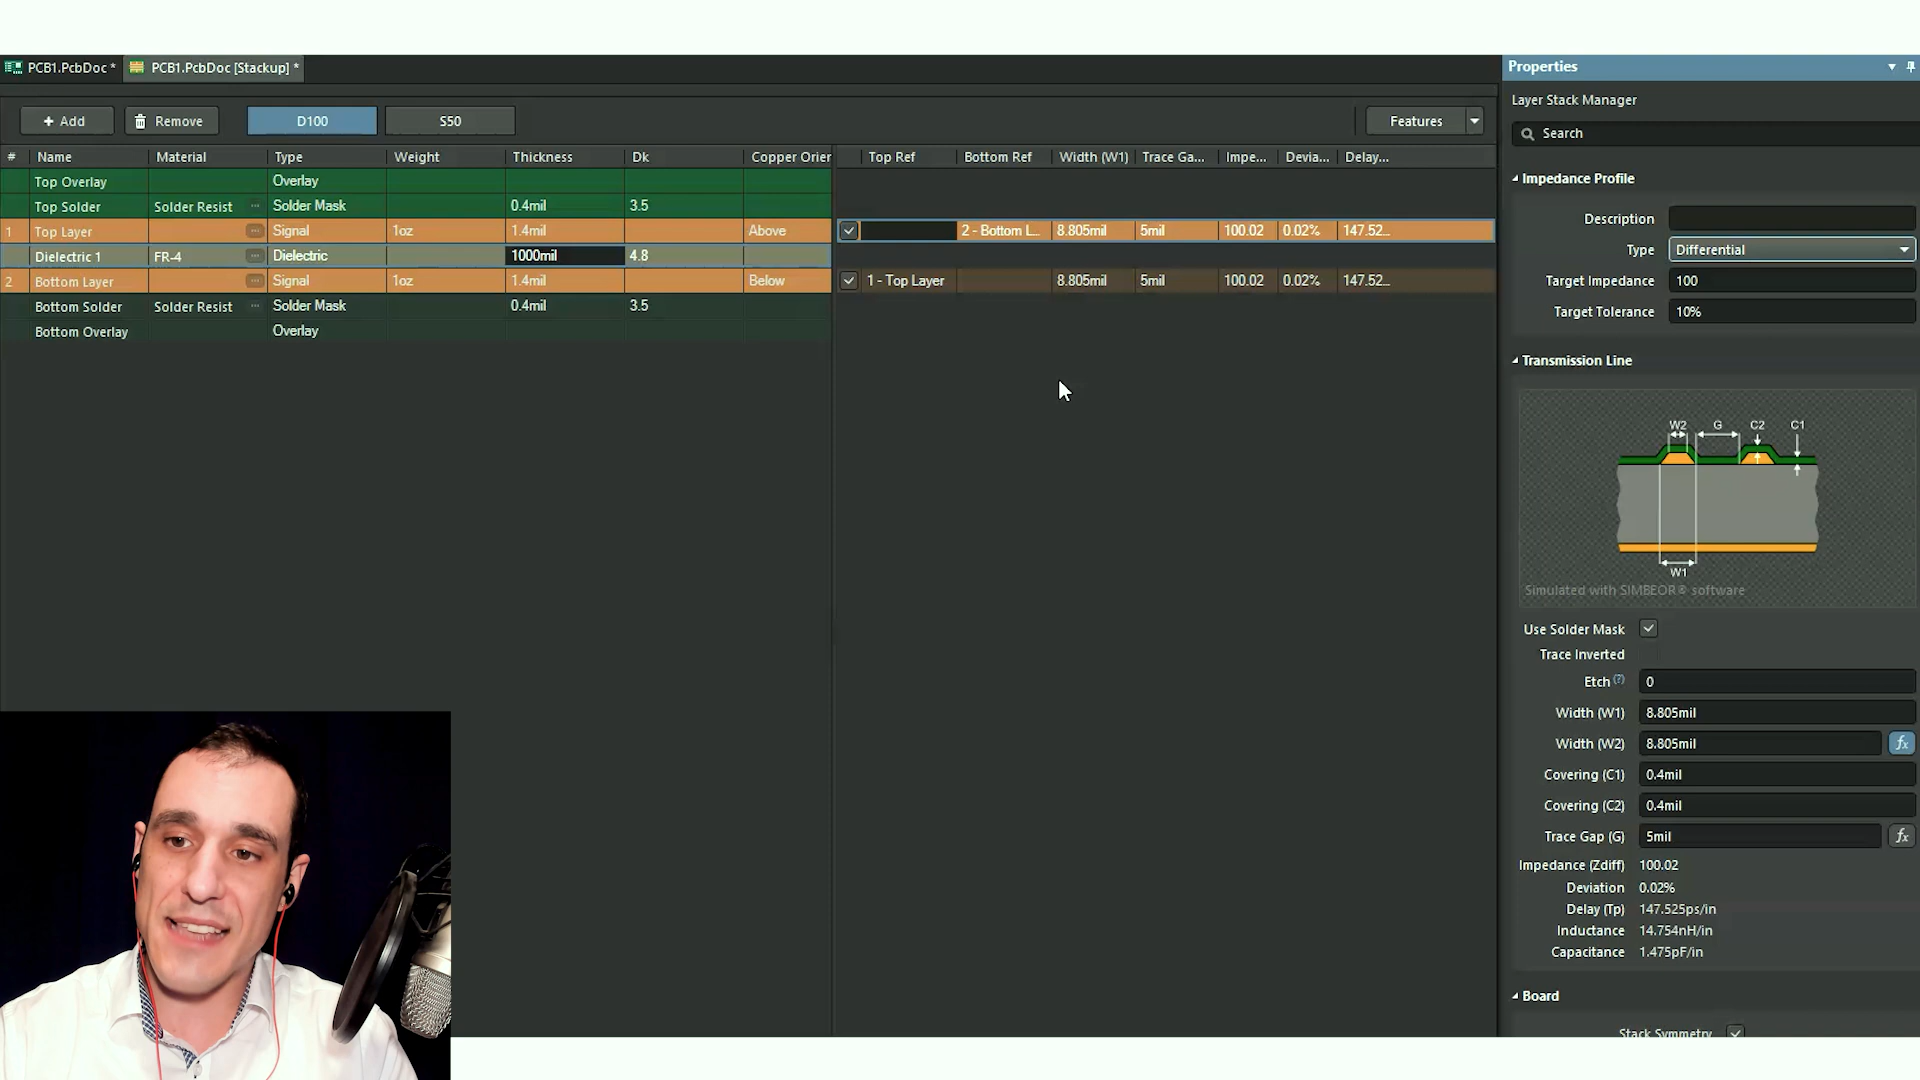 PCB1.PcbDoc * PCB1.PcbDoc [Stackup] *
+ Add Remove D100 S50 Features
# Name Material Type Weight Thickness Dk Copper Orier Top Ref Bottom Ref Width (W1) Trace Ga... Impe... Devia... Delay...
Top Overlay Overlay
Top Solder Solder Resist ... Solder Mask 0.4mil 3.5
1 Top Layer ... Signal 1oz 1.4mil Above 2 - Bottom L... 8.805mil 5mil 100.02 0.02% 147.52...
Dielectric 1 FR-4 ... Dielectric 1000mil 4.8
2 Bottom Layer ... Signal 1oz 1.4mil Below 1 - Top Layer 8.805mil 5mil 100.02 0.02% 147.52...
Bottom Solder Solder Resist ... Solder Mask 0.4mil 3.5
Bottom Overlay Overlay
Properties
Layer Stack Manager
Search
Impedance Profile
Description
Type Differential
Target Impedance 100
Target Tolerance 10%
Transmission Line
W2 G C2 C1
W1
Simulated with SIMBEOR® software
Use Solder Mask
Trace Inverted
Etch (?) 0
Width (W1) 8.805mil
Width (W2) 8.805mil fx
Covering (C1) 0.4mil
Covering (C2) 0.4mil
Trace Gap (G) 5mil fx
Impedance (Zdiff) 100.02
Deviation 0.02%
Delay (Tp) 147.525ps/in
Inductance 14.754nH/in
Capacitance 1.475pF/in
Board
Stack Symmetry